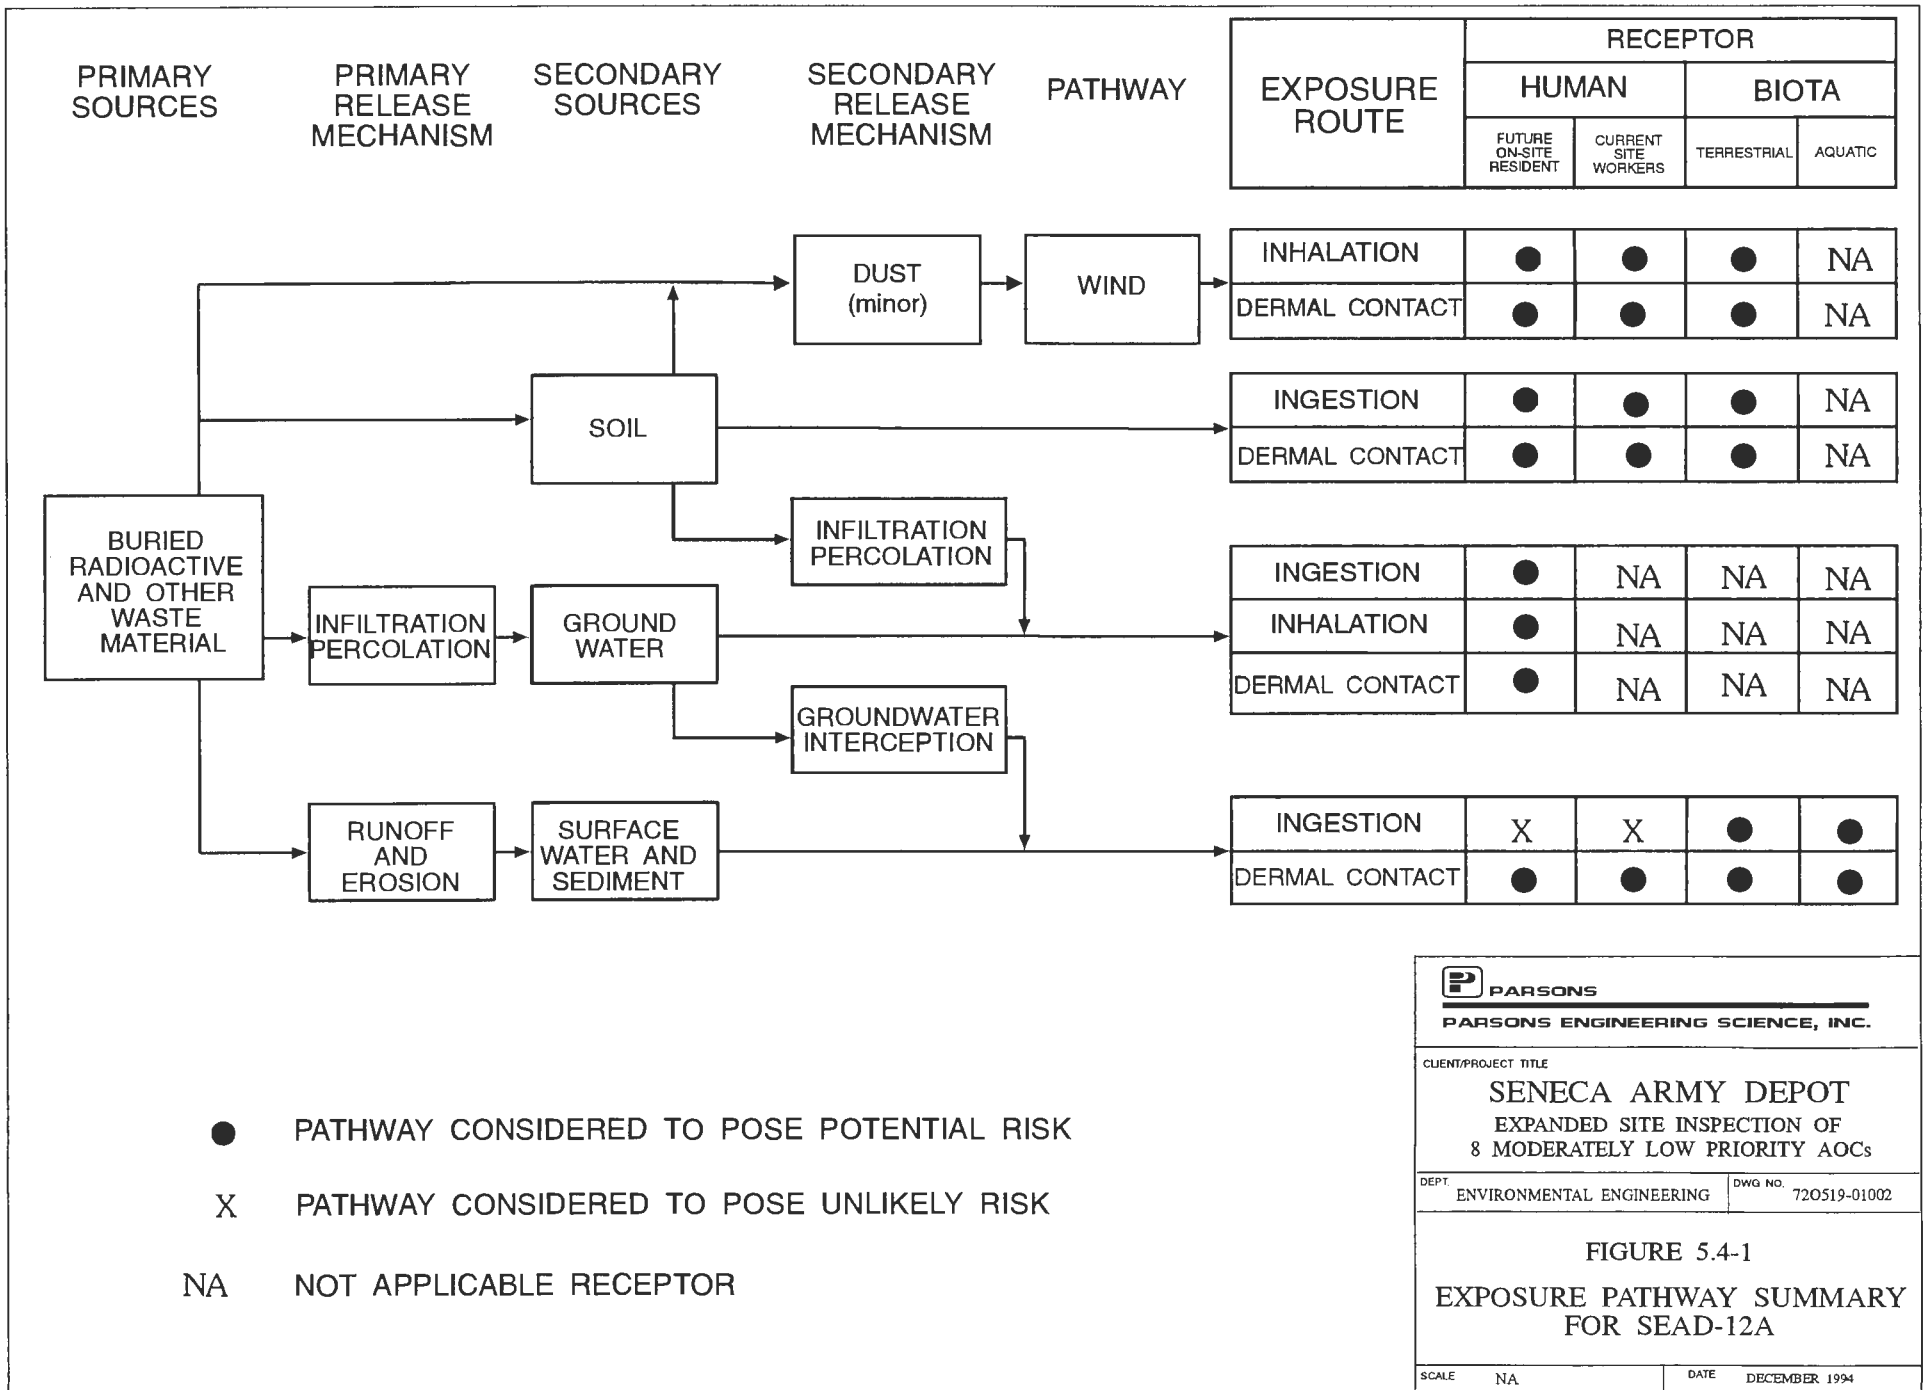 PRIMARY
SOURCES
PRIMARY
RELEASE
MECHANISM
SECONDARY
SOURCES
SECONDARY
RELEASE
MECHANISM
PATHWAY
EXPOSURE
ROUTE
RECEPTOR
HUMAN
BIOTA
FUTURE
ON-SITE
RESIDENT
CURRENT
SITE
WORKERS
TERRESTRIAL
AQUATIC
DUST
(minor)
WIND
INHALATION ● ● ● NA
DERMAL CONTACT ● ● ● NA
SOIL
INGESTION ● ● ● NA
DERMAL CONTACT ● ● ● NA
BURIED
RADIOACTIVE
AND OTHER
WASTE
MATERIAL
INFILTRATION
PERCOLATION
INFILTRATION
PERCOLATION
GROUND
WATER
INGESTION ● NA NA NA
INHALATION ● NA NA NA
DERMAL CONTACT ● NA NA NA
GROUNDWATER
INTERCEPTION
RUNOFF
AND
EROSION
SURFACE
WATER AND
SEDIMENT
INGESTION X X ● ●
DERMAL CONTACT ● ● ● ●
● PATHWAY CONSIDERED TO POSE POTENTIAL RISK
X PATHWAY CONSIDERED TO POSE UNLIKELY RISK
NA NOT APPLICABLE RECEPTOR
P PARSONS
PARSONS ENGINEERING SCIENCE, INC.
CLIENT/PROJECT TITLE
SENECA ARMY DEPOT
EXPANDED SITE INSPECTION OF
8 MODERATELY LOW PRIORITY AOCs
DEPT. ENVIRONMENTAL ENGINEERING
DWG NO. 720519-01002
FIGURE 5.4-1
EXPOSURE PATHWAY SUMMARY
FOR SEAD-12A
SCALE NA
DATE DECEMBER 1994